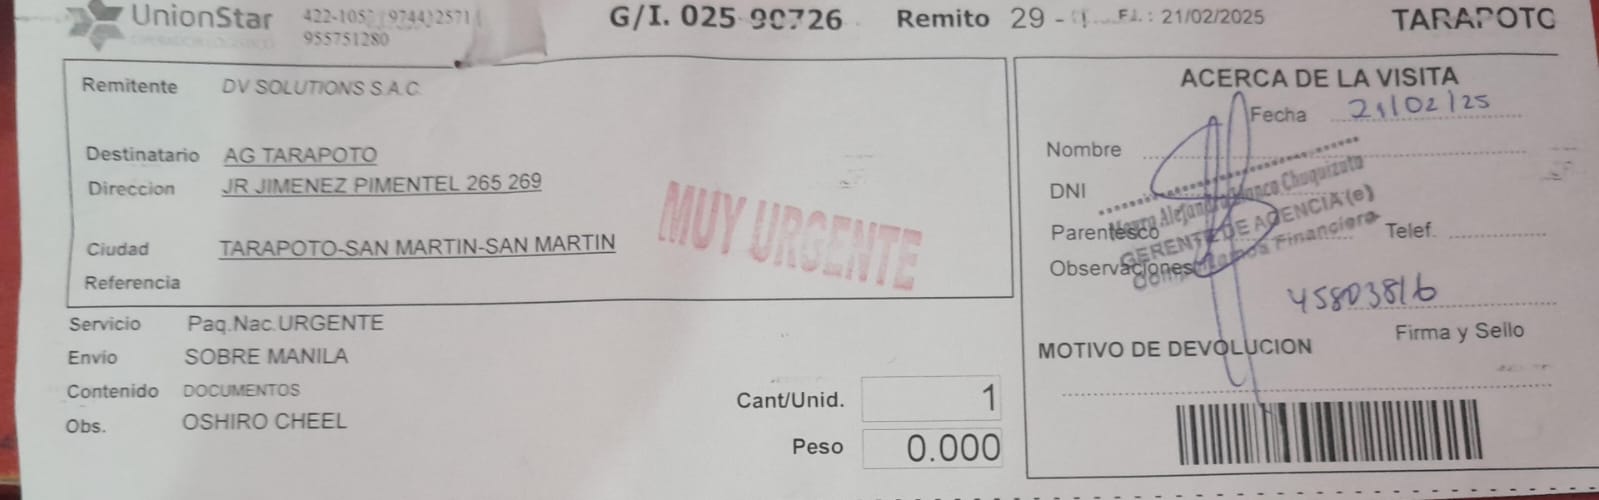 UnionStar
955751280
G/I. 025-90726 Remito 29 - F.I.: 21/02/2025 TARAPOTO
Remitente DV SOLUTIONS S.A.C.
Destinatario AG TARAPOTO
Direccion JR JIMENEZ PIMENTEL 265 269
Ciudad TARAPOTO-SAN MARTIN-SAN MARTIN
Referencia
MUY URGENTE
Servicio Paq.Nac.URGENTE
Envio SOBRE MANILA
Contenido DOCUMENTOS
Obs. OSHIRO CHEEL
Cant/Unid. 1
Peso 0.000
ACERCA DE LA VISITA
Fecha 21/02/25
Nombre
DNI
Parentesco Telef.
Observaciones
GERENTE DE AGENCIA (e)
Financiera
45803816
Firma y Sello
MOTIVO DE DEVOLUCION